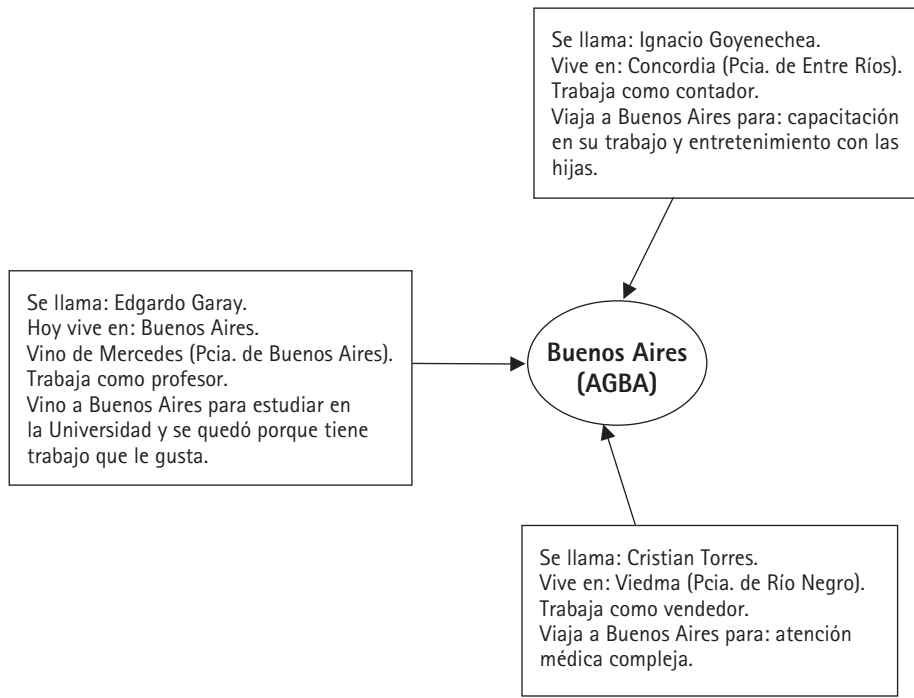 Se llama: Ignacio Goyenechea.
Vive en: Concordia (Pcia. de Entre Ríos).
Trabaja como contador.
Viaja a Buenos Aires para: capacitación
en su trabajo y entretenimiento con las
hijas.
Se llama: Edgardo Garay.
Hoy vive en: Buenos Aires.
Vino de Mercedes (Pcia. de Buenos Aires).
Trabaja como profesor.
Vino a Buenos Aires para estudiar en
la Universidad y se quedó porque tiene
trabajo que le gusta.
Buenos Aires
(AGBA)
Se llama: Cristian Torres.
Vive en: Viedma (Pcia. de Río Negro).
Trabaja como vendedor.
Viaja a Buenos Aires para: atención
médica compleja.